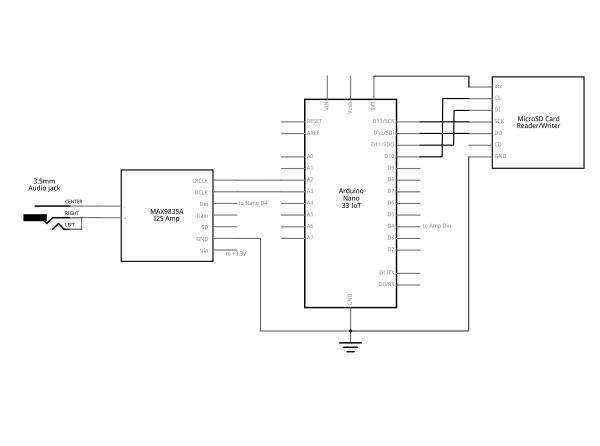 VIN
Vusb
3V3
Vcc
CS
DI
SCK
DO
CD
GND
MicroSD Card
Reader/Writer
RESET
AREF
A0
A1
A2
A3
A4
A5
A6
A7
D13/SCK
D12/SDI
D11/SDO
D10
D9
D8
D7
D6
D5
D4
D3
D2
D1/TX
D0/RX
GND
Arduino
Nano
33 IoT
to Amp Din
3.5mm
Audio jack
CENTER
RIGHT
LEFT
-
+
MAX9835A
I2S Amp
LRCLK
BCLK
Din
Gain
SD
GND
Vin
to Nano D4
to +3.3V